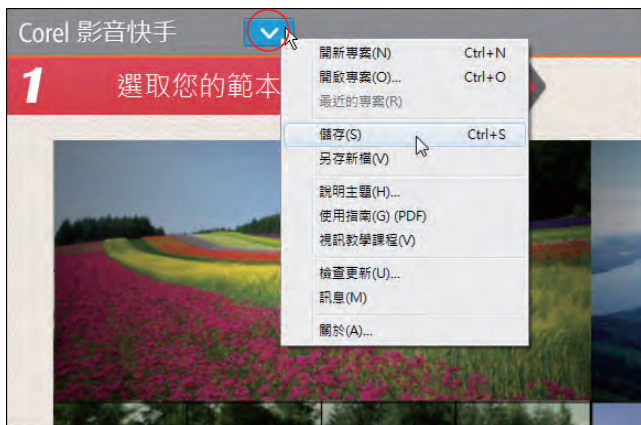 Corel 影音快手
1 選取您的範本
開新專案(N) Ctrl+N
開啟專案(O)... Ctrl+O
最近的專案(R)
儲存(S) Ctrl+S
另存新檔(V)
說明主題(H)...
使用指南(G) (PDF)
視訊教學課程(V)
檢查更新(U)...
訊息(M)
關於(A)...